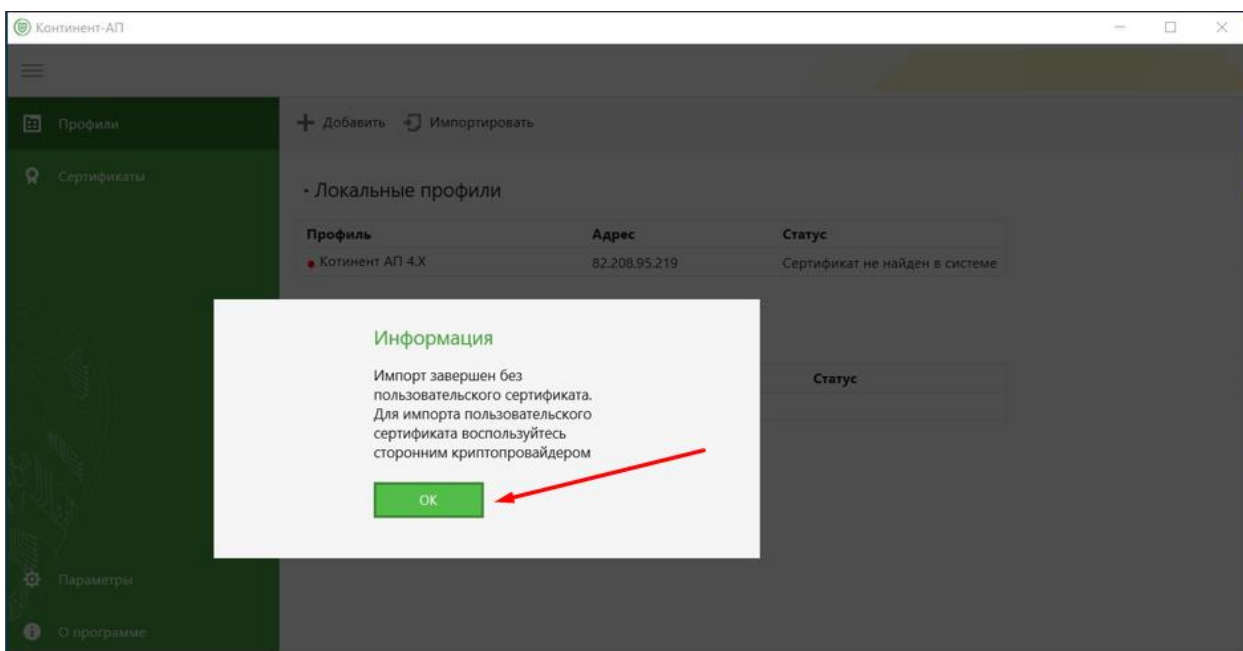 Континент-АП
Профили
Добавить Импортировать
Сертификаты
- Локальные профили
Профиль Адрес Статус
Котинент АП 4.X 82.208.95.219 Сертификат не найден в системе
Информация
Импорт завершен без
пользовательского сертификата.
Для импорта пользовательского
сертификата воспользуйтесь
сторонним криптопровайдером
OK
Статус
Параметры
О программе